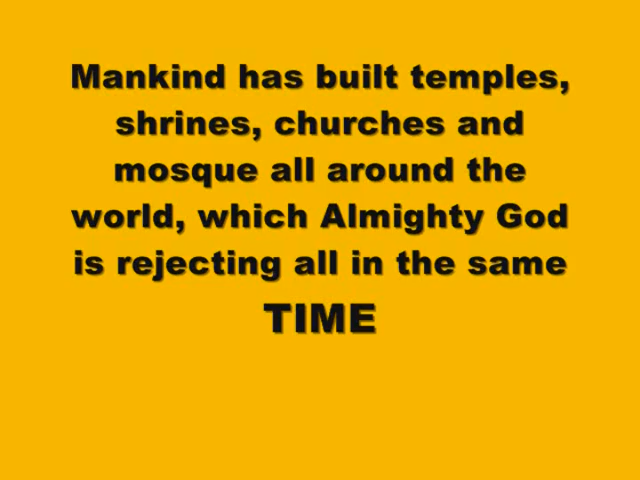 Mankind has built temples,
shrines, churches and
mosque all around the
world, which Almighty God
is rejecting all in the same
TIME